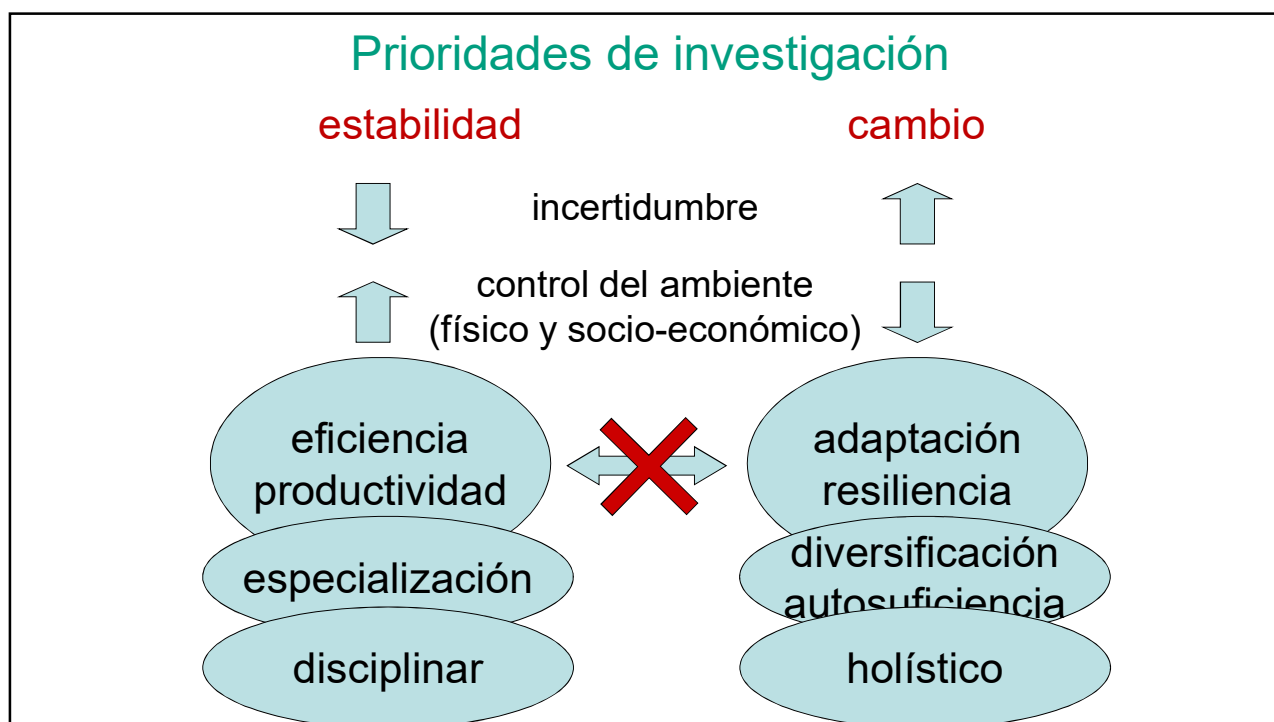 Prioridades de investigación
estabilidad
cambio
incertidumbre
control del ambiente
(físico y socio-económico)
eficiencia
productividad
adaptación
resiliencia
especialización
diversificación
autosuficiencia
disciplinar
holístico